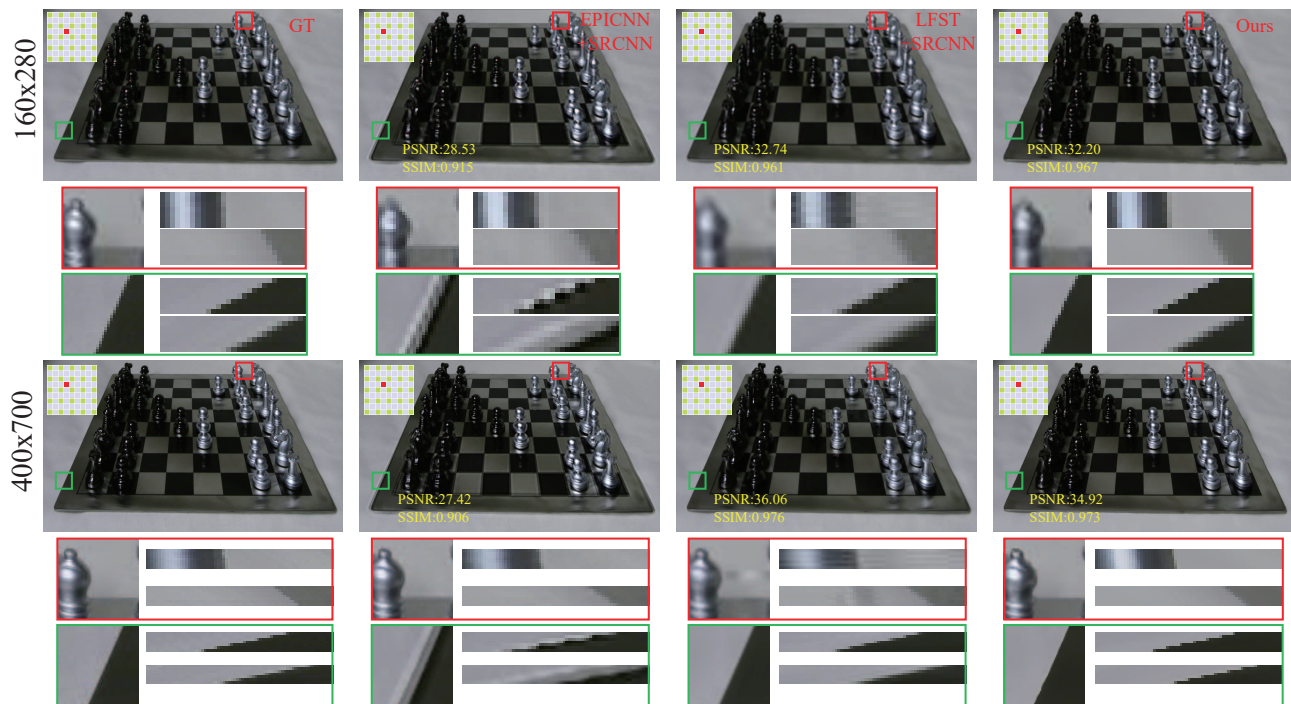 160x280
GT
EPICNN
SRCNN
LFST
SRCNN
Ours
PSNR:28.53
SSIM:0.915
PSNR:32.74
SSIM:0.961
PSNR:32.20
SSIM:0.967
400x700
PSNR:27.42
SSIM:0.906
PSNR:36.06
SSIM:0.976
PSNR:34.92
SSIM:0.973